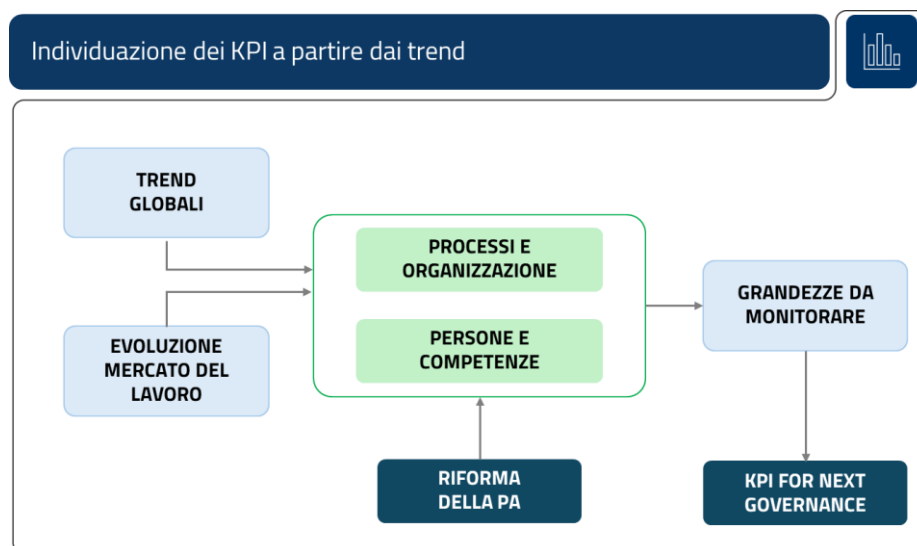 Individuazione dei KPI a partire dai trend
TREND
GLOBALI
EVOLUZIONE
MERCATO DEL
LAVORO
PROCESSI E
ORGANIZZAZIONE
PERSONE E
COMPETENZE
RIFORMA
DELLA PA
GRANDEZZE DA
MONITORARE
KPI FOR NEXT
GOVERNANCE